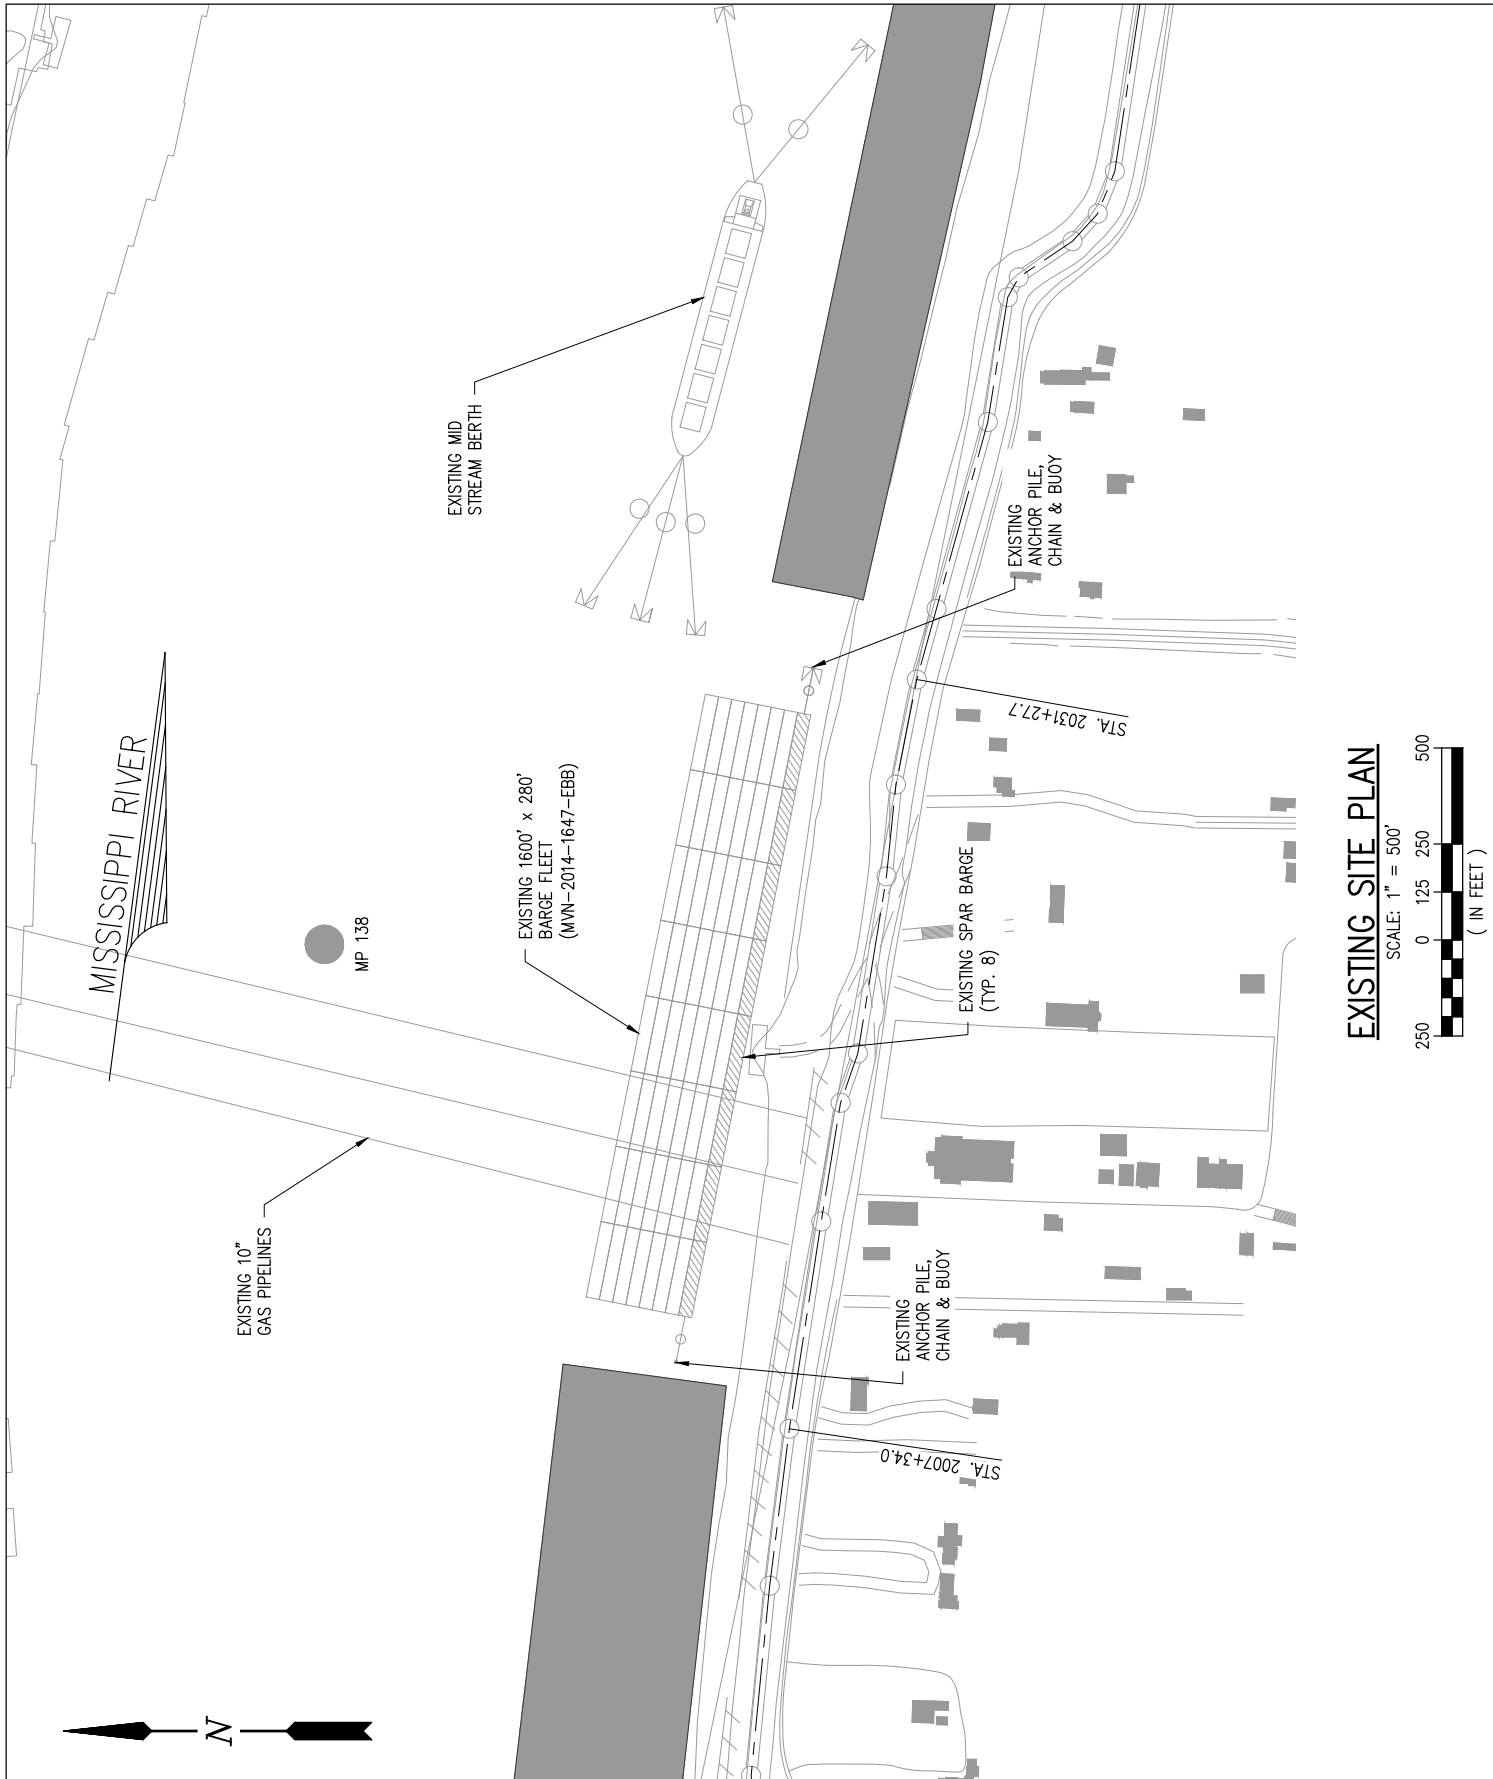 MISSISSIPPI RIVER
MP 138
EXISTING MID
STREAM BERTH
EXISTING 1600' x 280'
BARGE FLEET
(MVN-2014-1647-EBB)
EXISTING 10"
GAS PIPELINES
EXISTING
ANCHOR PILE,
CHAIN & BUOY
EXISTING SPAR BARGE
(TYP. 8)
EXISTING
ANCHOR PILE,
CHAIN & BUOY
STA. 2031+27.7
STA. 2007+34.0
N
EXISTING SITE PLAN
SCALE: 1" = 500'
250 0 125 250 500
( IN FEET )